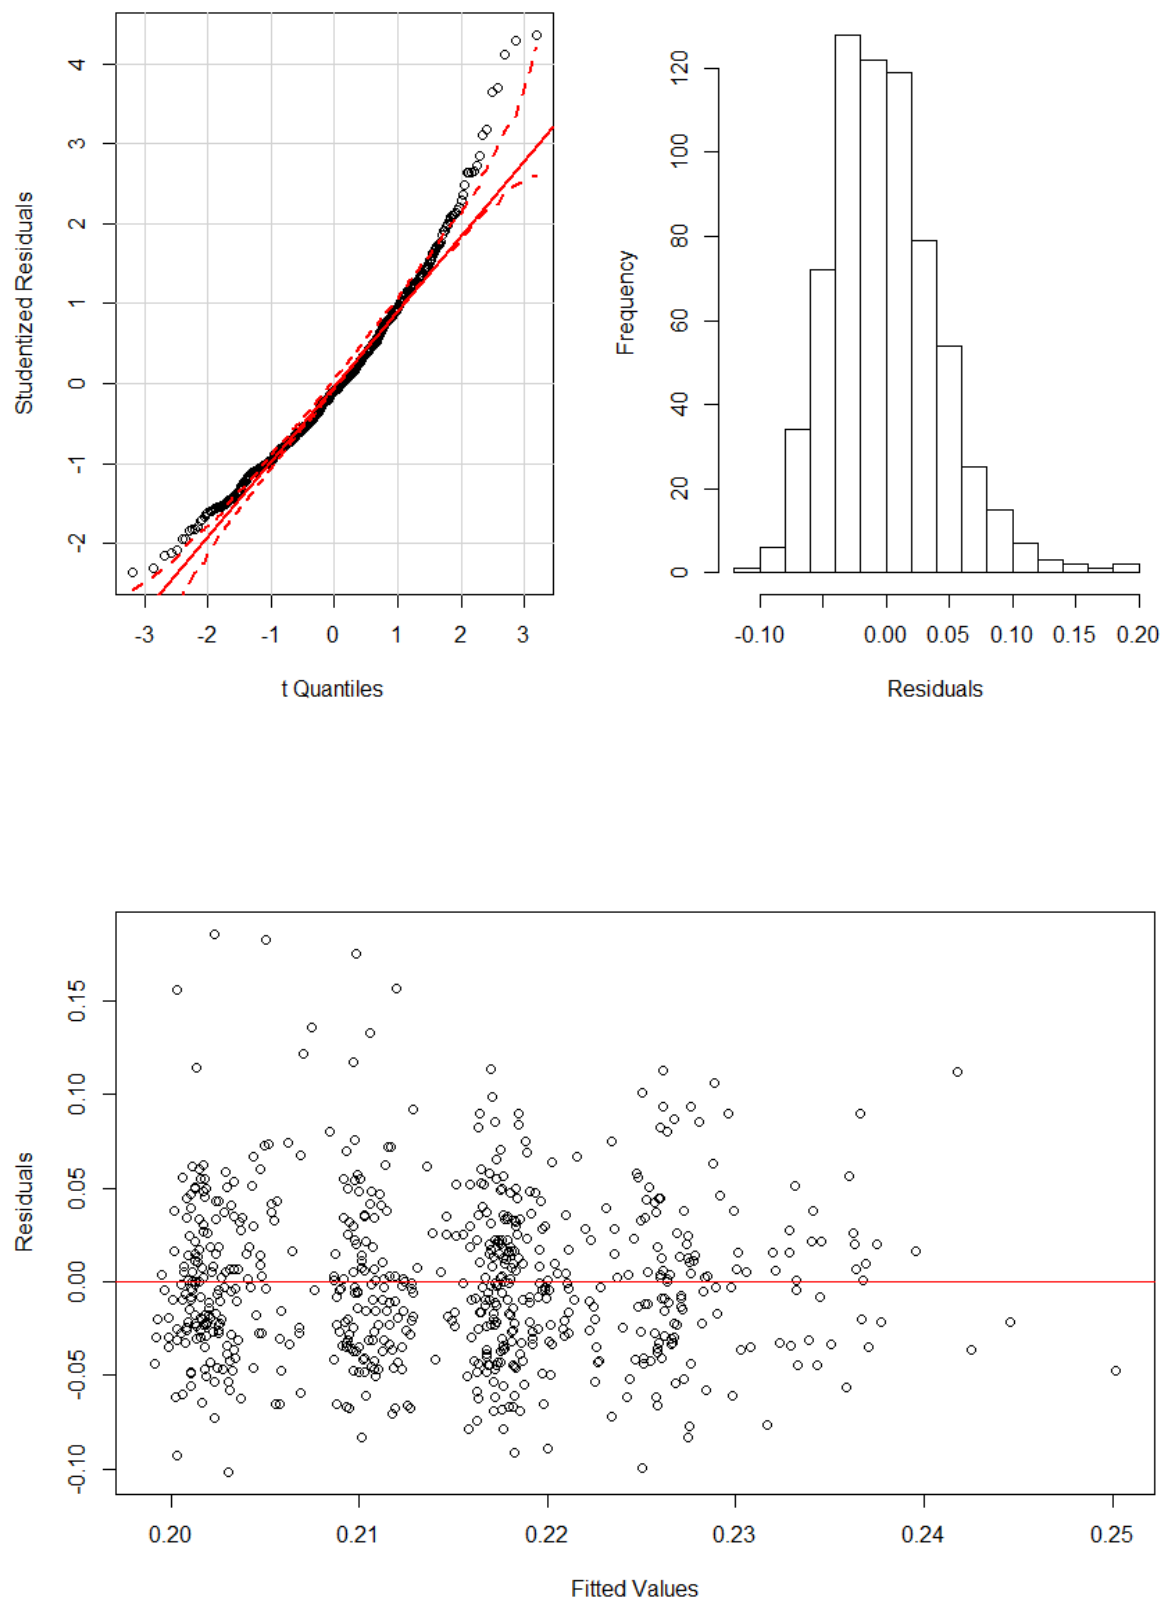 Studentized Residuals
4
3
2
1
0
-1
-2
-3 -2 -1 0 1 2 3
t Quantiles
Frequency
120
100
80
60
40
20
0
-0.10 0.00 0.05 0.10 0.15 0.20
Residuals
Residuals
0.15
0.10
0.05
0.00
-0.05
-0.10
0.20 0.21 0.22 0.23 0.24 0.25
Fitted Values